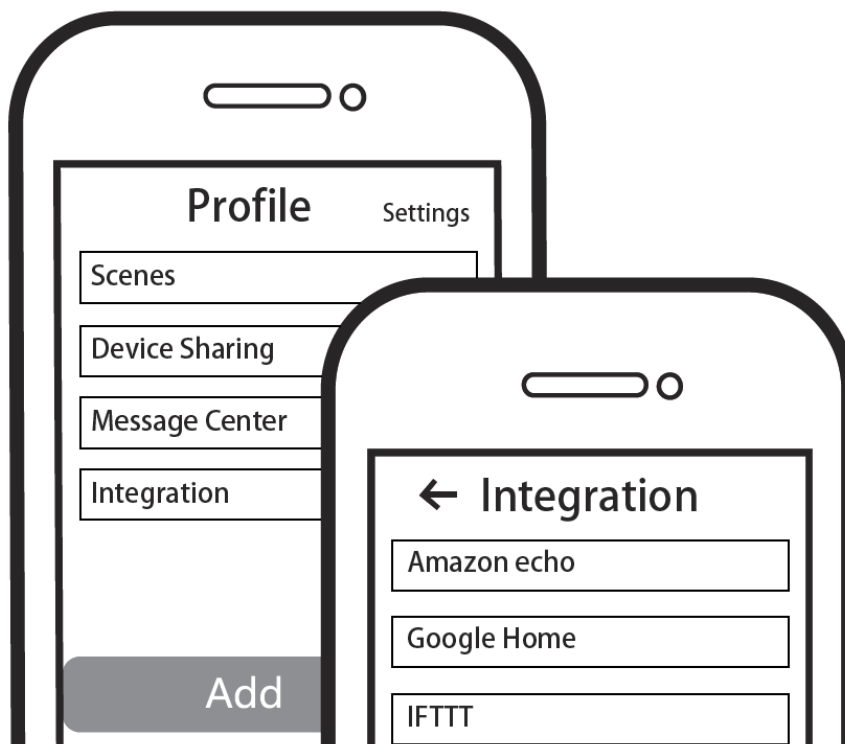 Profile
Settings
Scenes
Device Sharing
Message Center
Integration
Add
← Integration
Amazon echo
Google Home
IFTTT